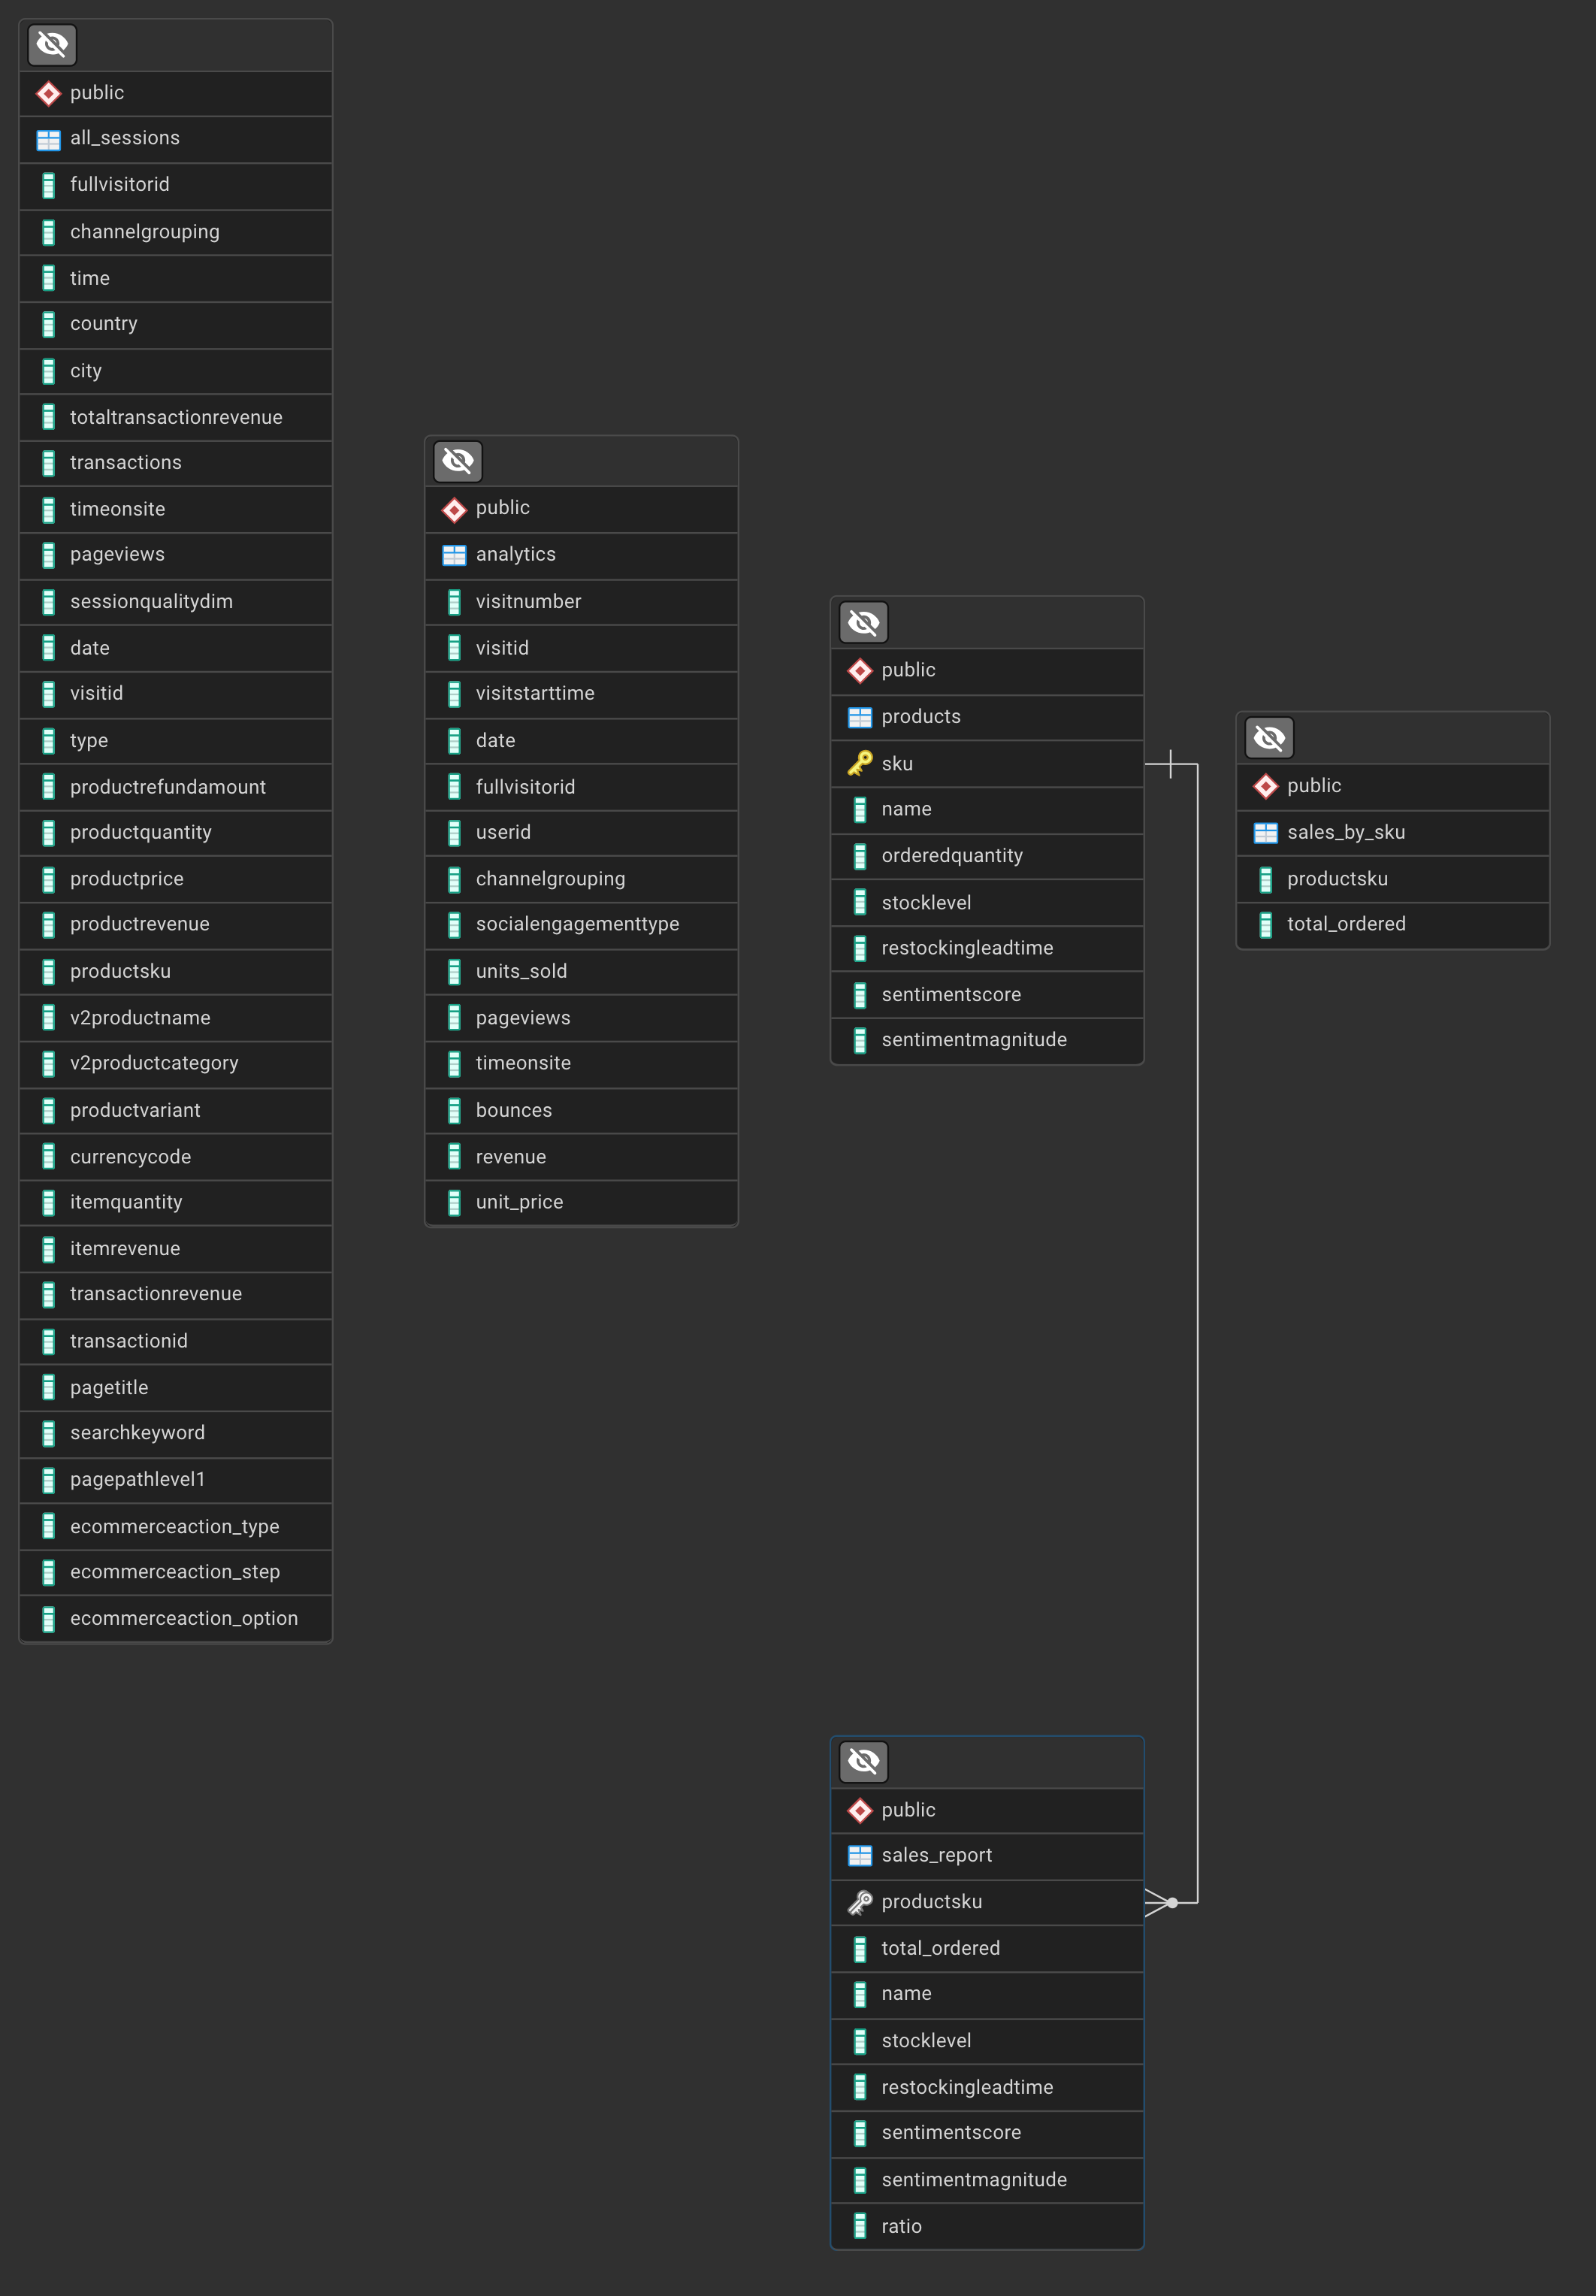 public
all_sessions
fullvisitorid
channelgrouping
time
country
city
totaltransactionrevenue
transactions
timeonsite
pageviews
sessionqualitydim
date
visitid
type
productrefundamount
productquantity
productprice
productrevenue
productsku
v2productname
v2productcategory
productvariant
currencycode
itemquantity
itemrevenue
transactionrevenue
transactionid
pagetitle
searchkeyword
pagepathlevel1
ecommerceaction_type
ecommerceaction_step
ecommerceaction_option
public
analytics
visitnumber
visitid
visitstarttime
date
fullvisitorid
userid
channelgrouping
socialengagementtype
units_sold
pageviews
timeonsite
bounces
revenue
unit_price
public
products
sku
name
orderedquantity
stocklevel
restockingleadtime
sentimentscore
sentimentmagnitude
public
sales_by_sku
productsku
total_ordered
public
sales_report
productsku
total_ordered
name
stocklevel
restockingleadtime
sentimentscore
sentimentmagnitude
ratio